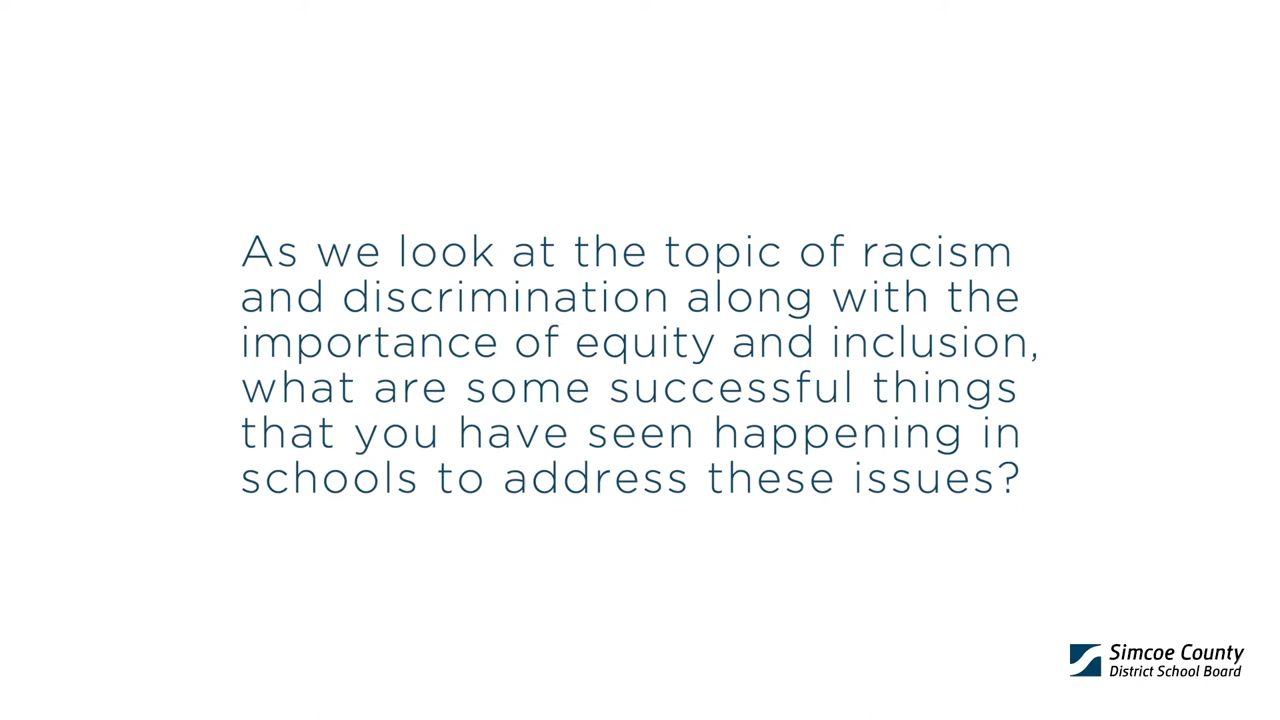 As we look at the topic of racism
and discrimination along with the
importance of equity and inclusion,
what are some successful things
that you have seen happening in
schools to address these issues?
Simcoe County
District School Board